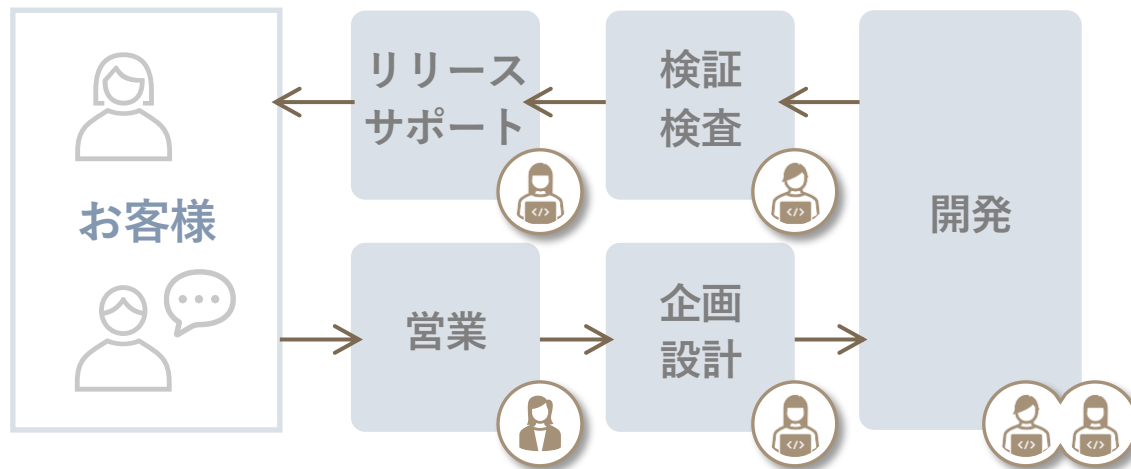 リリース
サポート
検証
検査
開発
お客様
営業
企画
設計